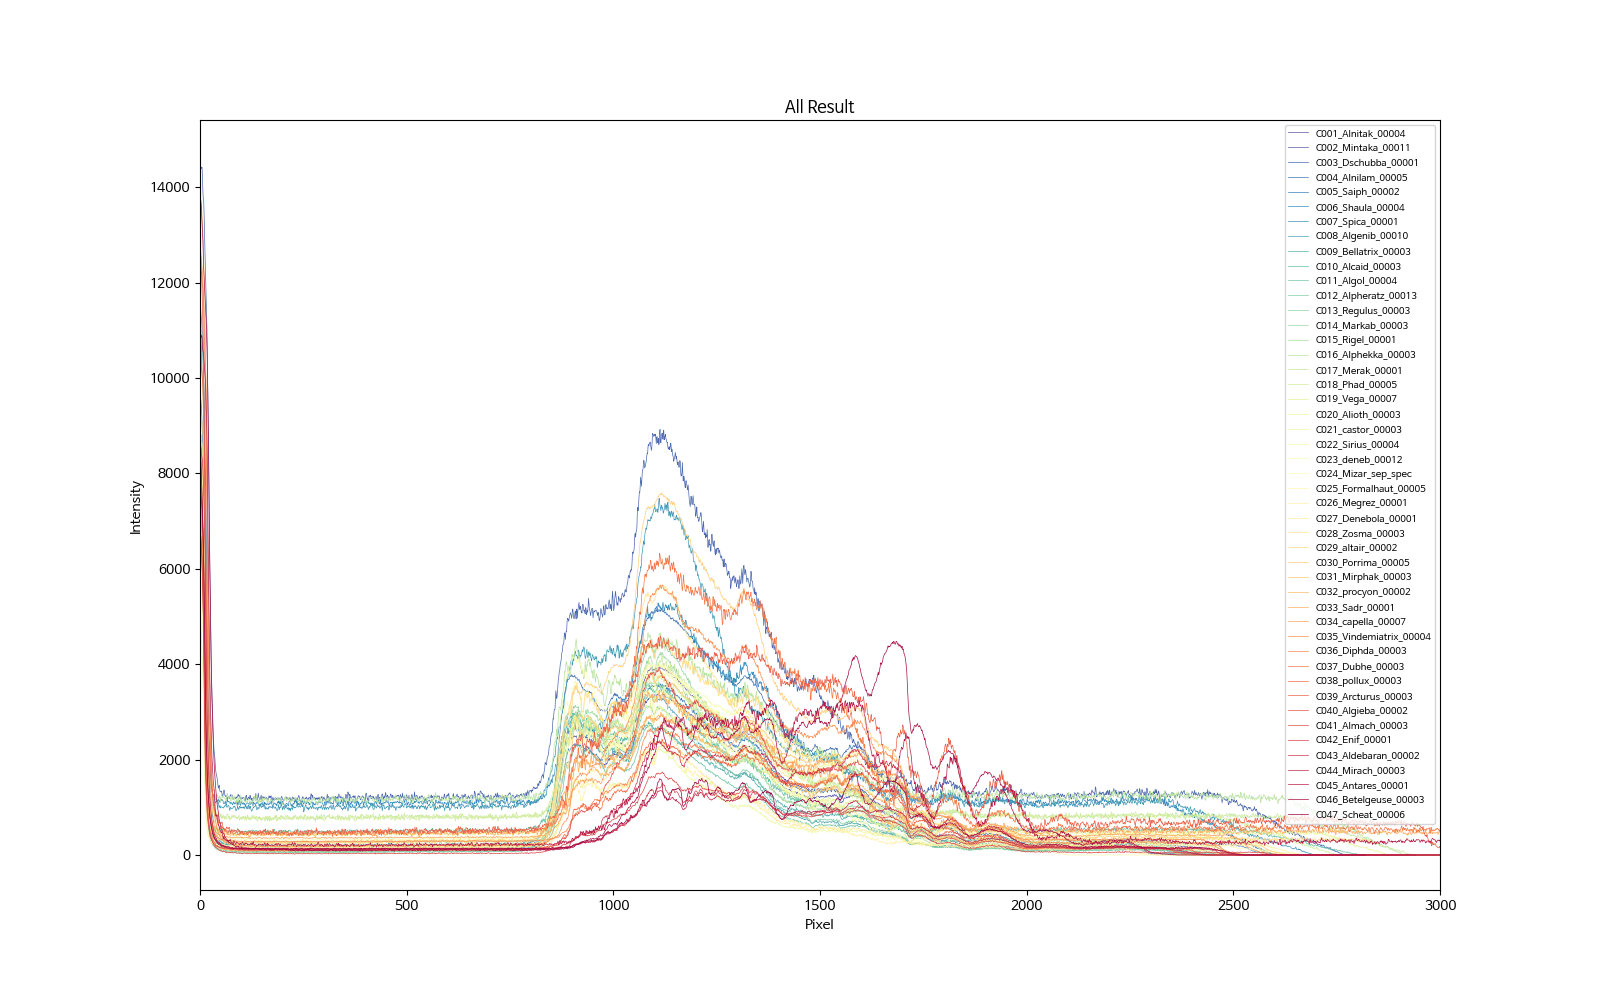 All Result
Intensity
14000
12000
10000
8000
6000
4000
2000
0
0
500
1000
1500
2000
2500
3000
Pixel
C001_Alnitak_00004
C002_Mintaka_00011
C003_Dschubba_00001
C004_Alnilam_00005
C005_Saiph_00002
C006_Shaula_00004
C007_Spica_00001
C008_Algenib_00010
C009_Bellatrix_00003
C010_Alcaid_00003
C011_Algol_00004
C012_Alpheratz_00013
C013_Regulus_00003
C014_Markab_00003
C015_Rigel_00001
C016_Alphekka_00003
C017_Merak_00001
C018_Phad_00005
C019_Vega_00007
C020_Alioth_00003
C021_castor_00003
C022_Sirius_00004
C023_deneb_00012
C024_Mizar_sep_spec
C025_Formalhaut_00005
C026_Megrez_00001
C027_Denebola_00001
C028_Zosma_00003
C029_altair_00002
C030_Porrima_00005
C031_Mirphak_00003
C032_procyon_00002
C033_Sadr_00001
C034_capella_00007
C035_Vindemiatrix_00004
C036_Diphda_00003
C037_Dubhe_00003
C038_pollux_00003
C039_Arcturus_00003
C040_Algieba_00002
C041_Almach_00003
C042_Enif_00001
C043_Aldebaran_00002
C044_Mirach_00003
C045_Antares_00001
C046_Betelgeuse_00003
C047_Scheat_00006